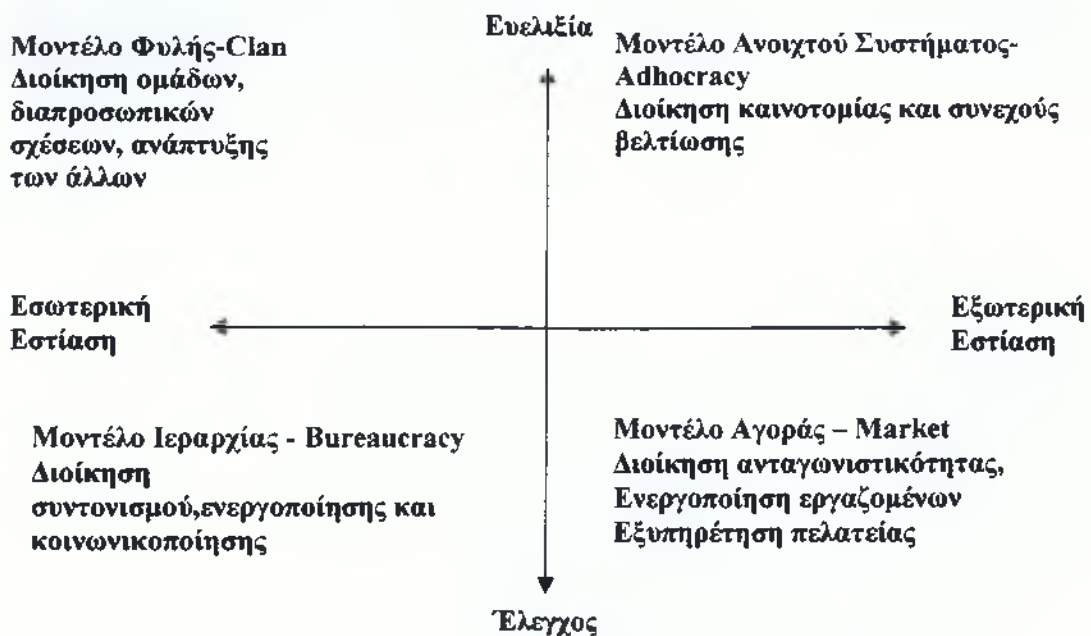 Ευελιξία
Μοντέλο Φυλής-Clan
Διοίκηση ομάδων,
διαπροσωπικών
σχέσεων, ανάπτυξης
των άλλων
Μοντέλο Ανοιχτού Συστήματος-
Adhocracy
Διοίκηση καινοτομίας και συνεχούς
βελτίωσης
Εσωτερική
Εστίαση
Εξωτερική
Εστίαση
Μοντέλο Ιεραρχίας - Bureaucracy
Διοίκηση
συντονισμού,ενεργοποίησης και
κοινωνικοποίησης
Μοντέλο Αγοράς – Market
Διοίκηση ανταγωνιστικότητας,
Ενεργοποίηση εργαζομένων
Εξυπηρέτηση πελατείας
Έλεγχος